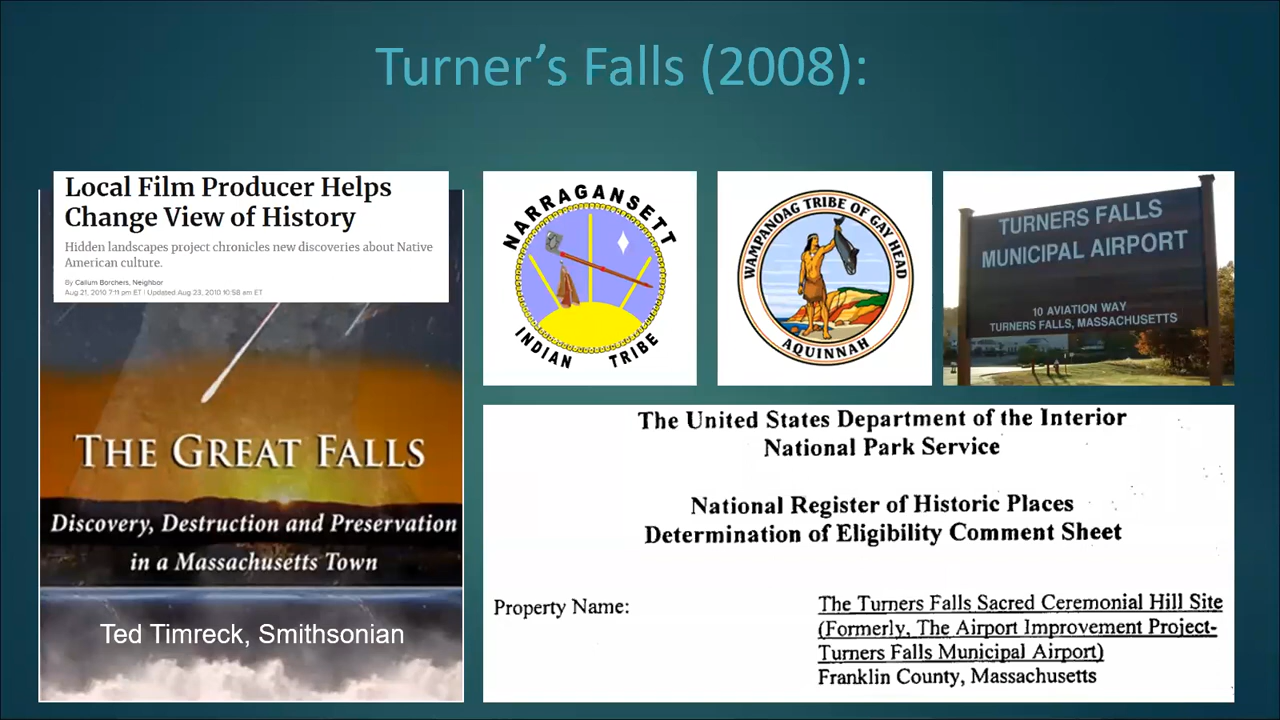 Turner’s Falls (2008):
Local Film Producer Helps
Change View of History
Hidden landscapes project chronicles new discoveries about Native
American culture.
By Callum Borchers, Neighbor
Aug 21, 2010 7:11 pm ET | Updated Aug 23, 2010 10:58 am ET
THE GREAT FALLS
Discovery, Destruction and Preservation
in a Massachusetts Town
Ted Timreck, Smithsonian
NARRAGANSETT
INDIAN TRIBE
WAMPANOAG TRIBE OF GAY HEAD
AQUINNAH
TURNERS FALLS
MUNICIPAL AIRPORT
10 AVIATION WAY
TURNERS FALLS, MASSACHUSETTS
The United States Department of the Interior
National Park Service
National Register of Historic Places
Determination of Eligibility Comment Sheet
Property Name:
The Turners Falls Sacred Ceremonial Hill Site
(Formerly, The Airport Improvement Project-
Turners Falls Municipal Airport)
Franklin County, Massachusetts